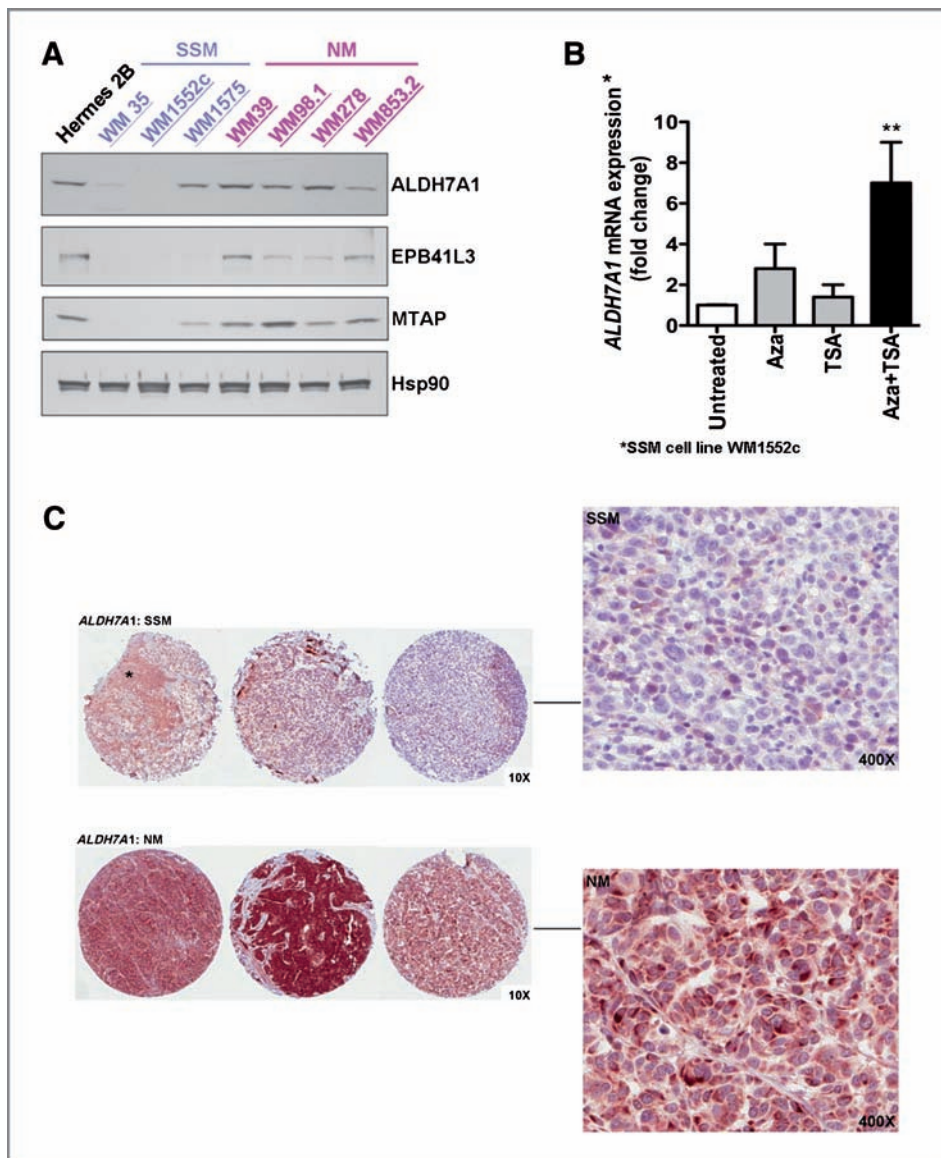 A
SSM
NM
Hermes 2B
WM 35
WM1552c
WM1575
WM39
WM98.1
WM278
WM853.2
ALDH7A1
EPB41L3
MTAP
Hsp90
B
ALDH7A1 mRNA expression *
(fold change)
10
8
6
4
2
0
**
Untreated
Aza
TSA
Aza+TSA
*SSM cell line WM1552c
C
ALDH7A1: SSM
*
10X
SSM
400X
ALDH7A1: NM
10X
NM
400X